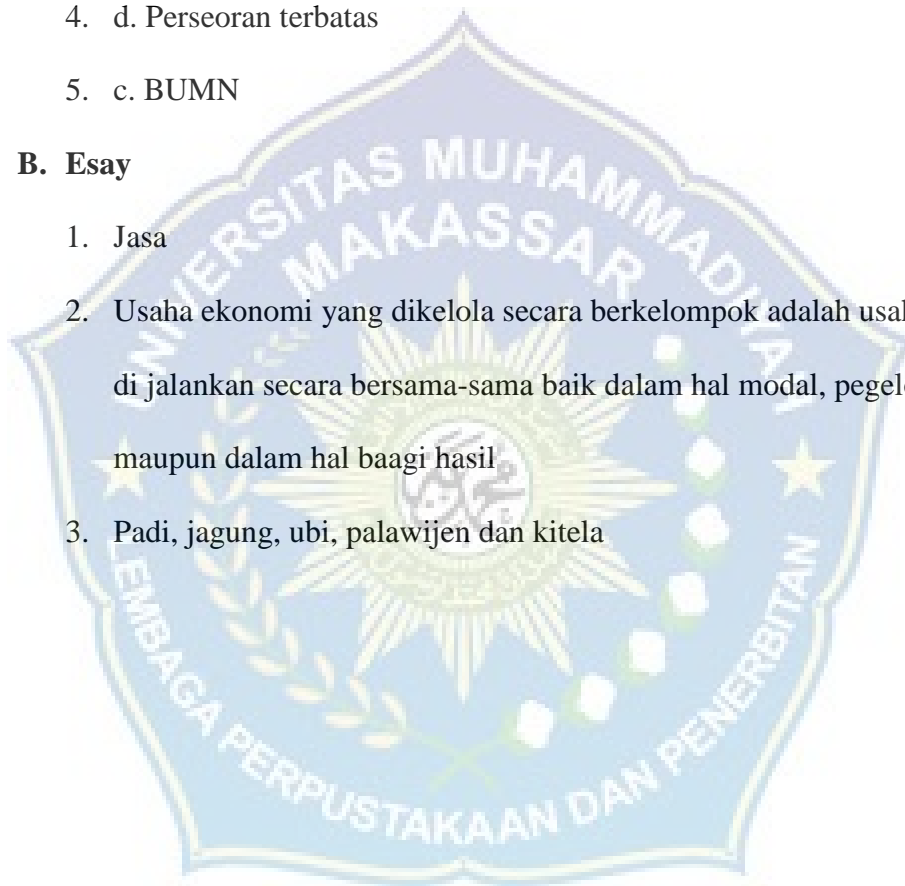 4. d. Perseoran terbatas
5. c. BUMN
B. Esay
1. Jasa
2. Usaha ekonomi yang dikelola secara berkelompok adalah
di jalankan secara bersama-sama baik dalam hal modal,
maupun dalam hal baagi hasil
3. Padi, jagung, ubi, palawijen dan kitela
UNIVERSITAS MUHAMMADIYAH
MAKASSAR
LEMBAGA PERPUSTAKAAN DAN PENERBITAN